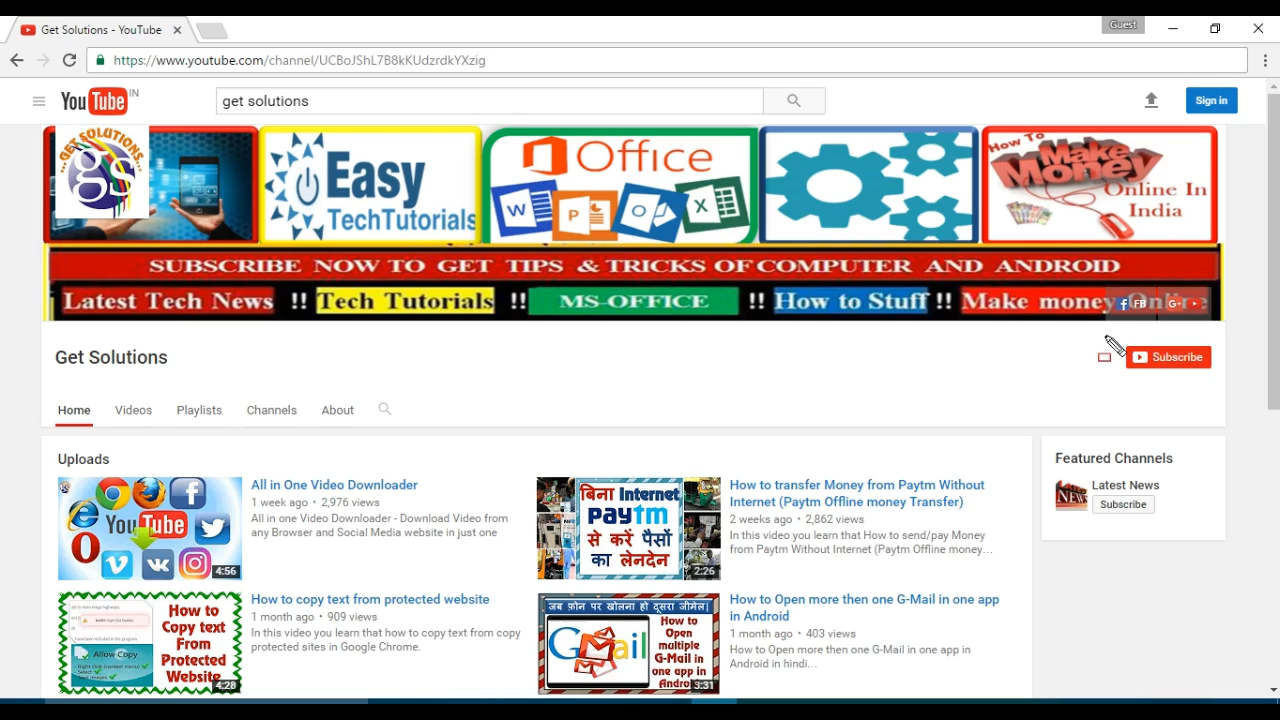 Get Solutions - YouTube
Guest
https://www.youtube.com/channel/UCBoJShL7B8kKUdzrdkYXzig
YouTube IN
get solutions
Sign in
...GET SOLUTIONS...
gs
Easy
TechTutorials
Office
W
P
O
X
How To
Make
Money
Online In
India
SUBSCRIBE NOW TO GET TIPS & TRICKS OF COMPUTER AND ANDROID
Latest Tech News !! Tech Tutorials !! MS-OFFICE !! How to Stuff !! Make money Online
FB
G+
Get Solutions
Subscribe
Home Videos Playlists Channels About
Uploads
You Tube
4:56
All in One Video Downloader
1 week ago • 2,976 views
All in one Video Downloader - Download Video from
any Browser and Social Media website in just one
बिना Internet
paytm
से करें पैसों
का लेनदेन
2:26
How to transfer Money from Paytm Without
Internet (Paytm Offline money Transfer)
2 weeks ago • 2,862 views
In this video you learn that How to send/pay Money
from Paytm Without Internet (Paytm Offline money…
Allow Copy
How to
Copy text
From
Protected
Website
4:28
How to copy text from protected website
1 month ago • 909 views
In this video you learn that how to copy text from copy
protected sites in Google Chrome.
जब फ़ोन पर खोलना हो दूसरा जीमेल|
Gmail
How to
Open
multiple
G-Mail in
one app in
Andro
3:31
How to Open more then one G-Mail in one app
in Android
1 month ago • 403 views
How to Open more then one G-Mail in one app in
Android in hindi...
Featured Channels
NEWS
Latest News
Subscribe